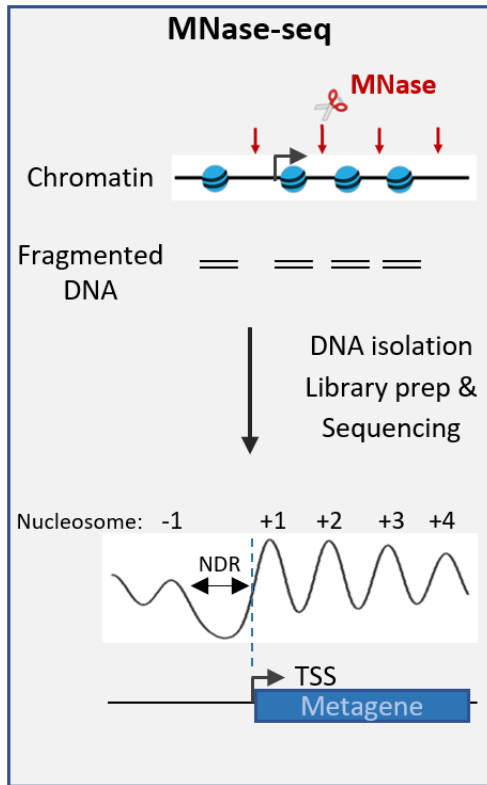 MNase-seq
MNase
Chromatin
Fragmented
DNA
DNA isolation
Library prep &
Sequencing
Nucleosome: -1 +1 +2 +3 +4
NDR
TSS
Metagene